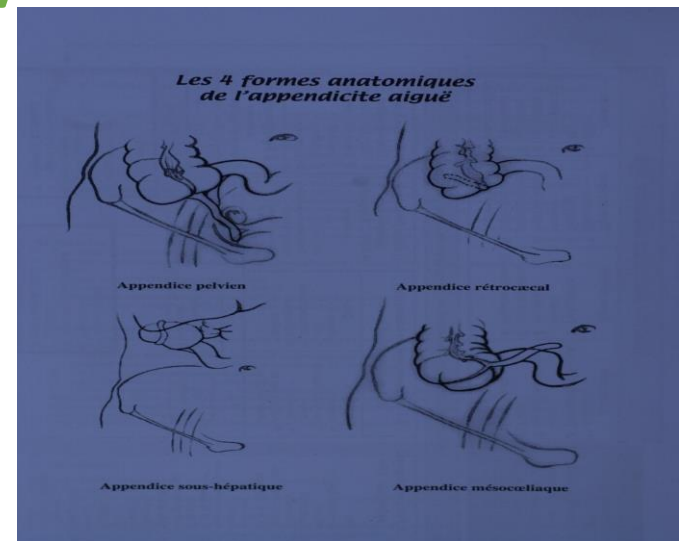 Les 4 formes anatomiques
de l'appendicite aiguë
Appendice pelvien
Appendice rétrocæcal
Appendice sous-hépatique
Appendice mésocœliaque